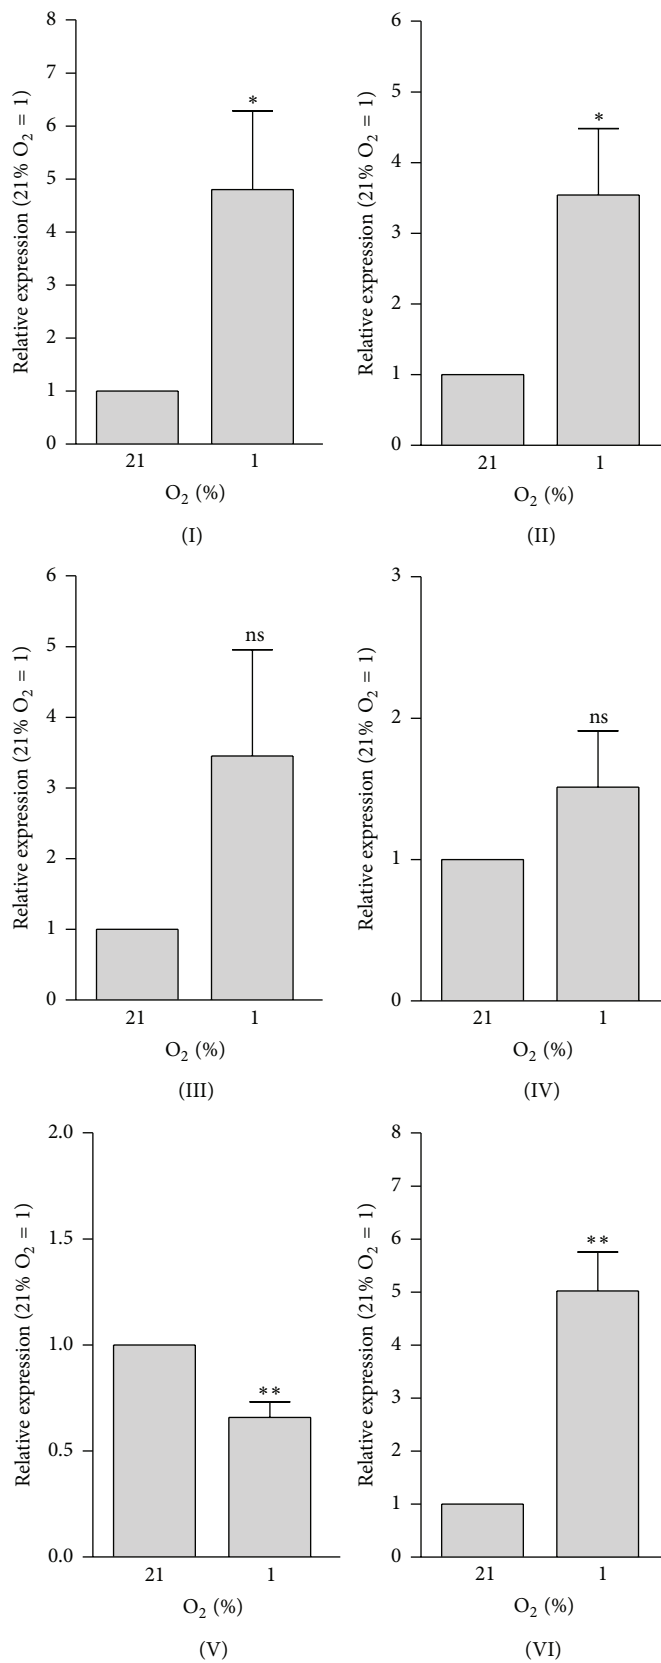 Relative expression (21% O₂ = 1)
8
7
6
5
4
3
2
1
0
*
21
1
O₂ (%)
(I)
Relative expression (21% O₂ = 1)
6
5
4
3
2
1
0
*
21
1
O₂ (%)
(II)
Relative expression (21% O₂ = 1)
6
5
4
3
2
1
0
ns
21
1
O₂ (%)
(III)
Relative expression (21% O₂ = 1)
3
2
1
0
ns
21
1
O₂ (%)
(IV)
Relative expression (21% O₂ = 1)
2.0
1.5
1.0
0.5
0.0
**
21
1
O₂ (%)
(V)
Relative expression (21% O₂ = 1)
8
7
6
5
4
3
2
1
0
**
21
1
O₂ (%)
(VI)